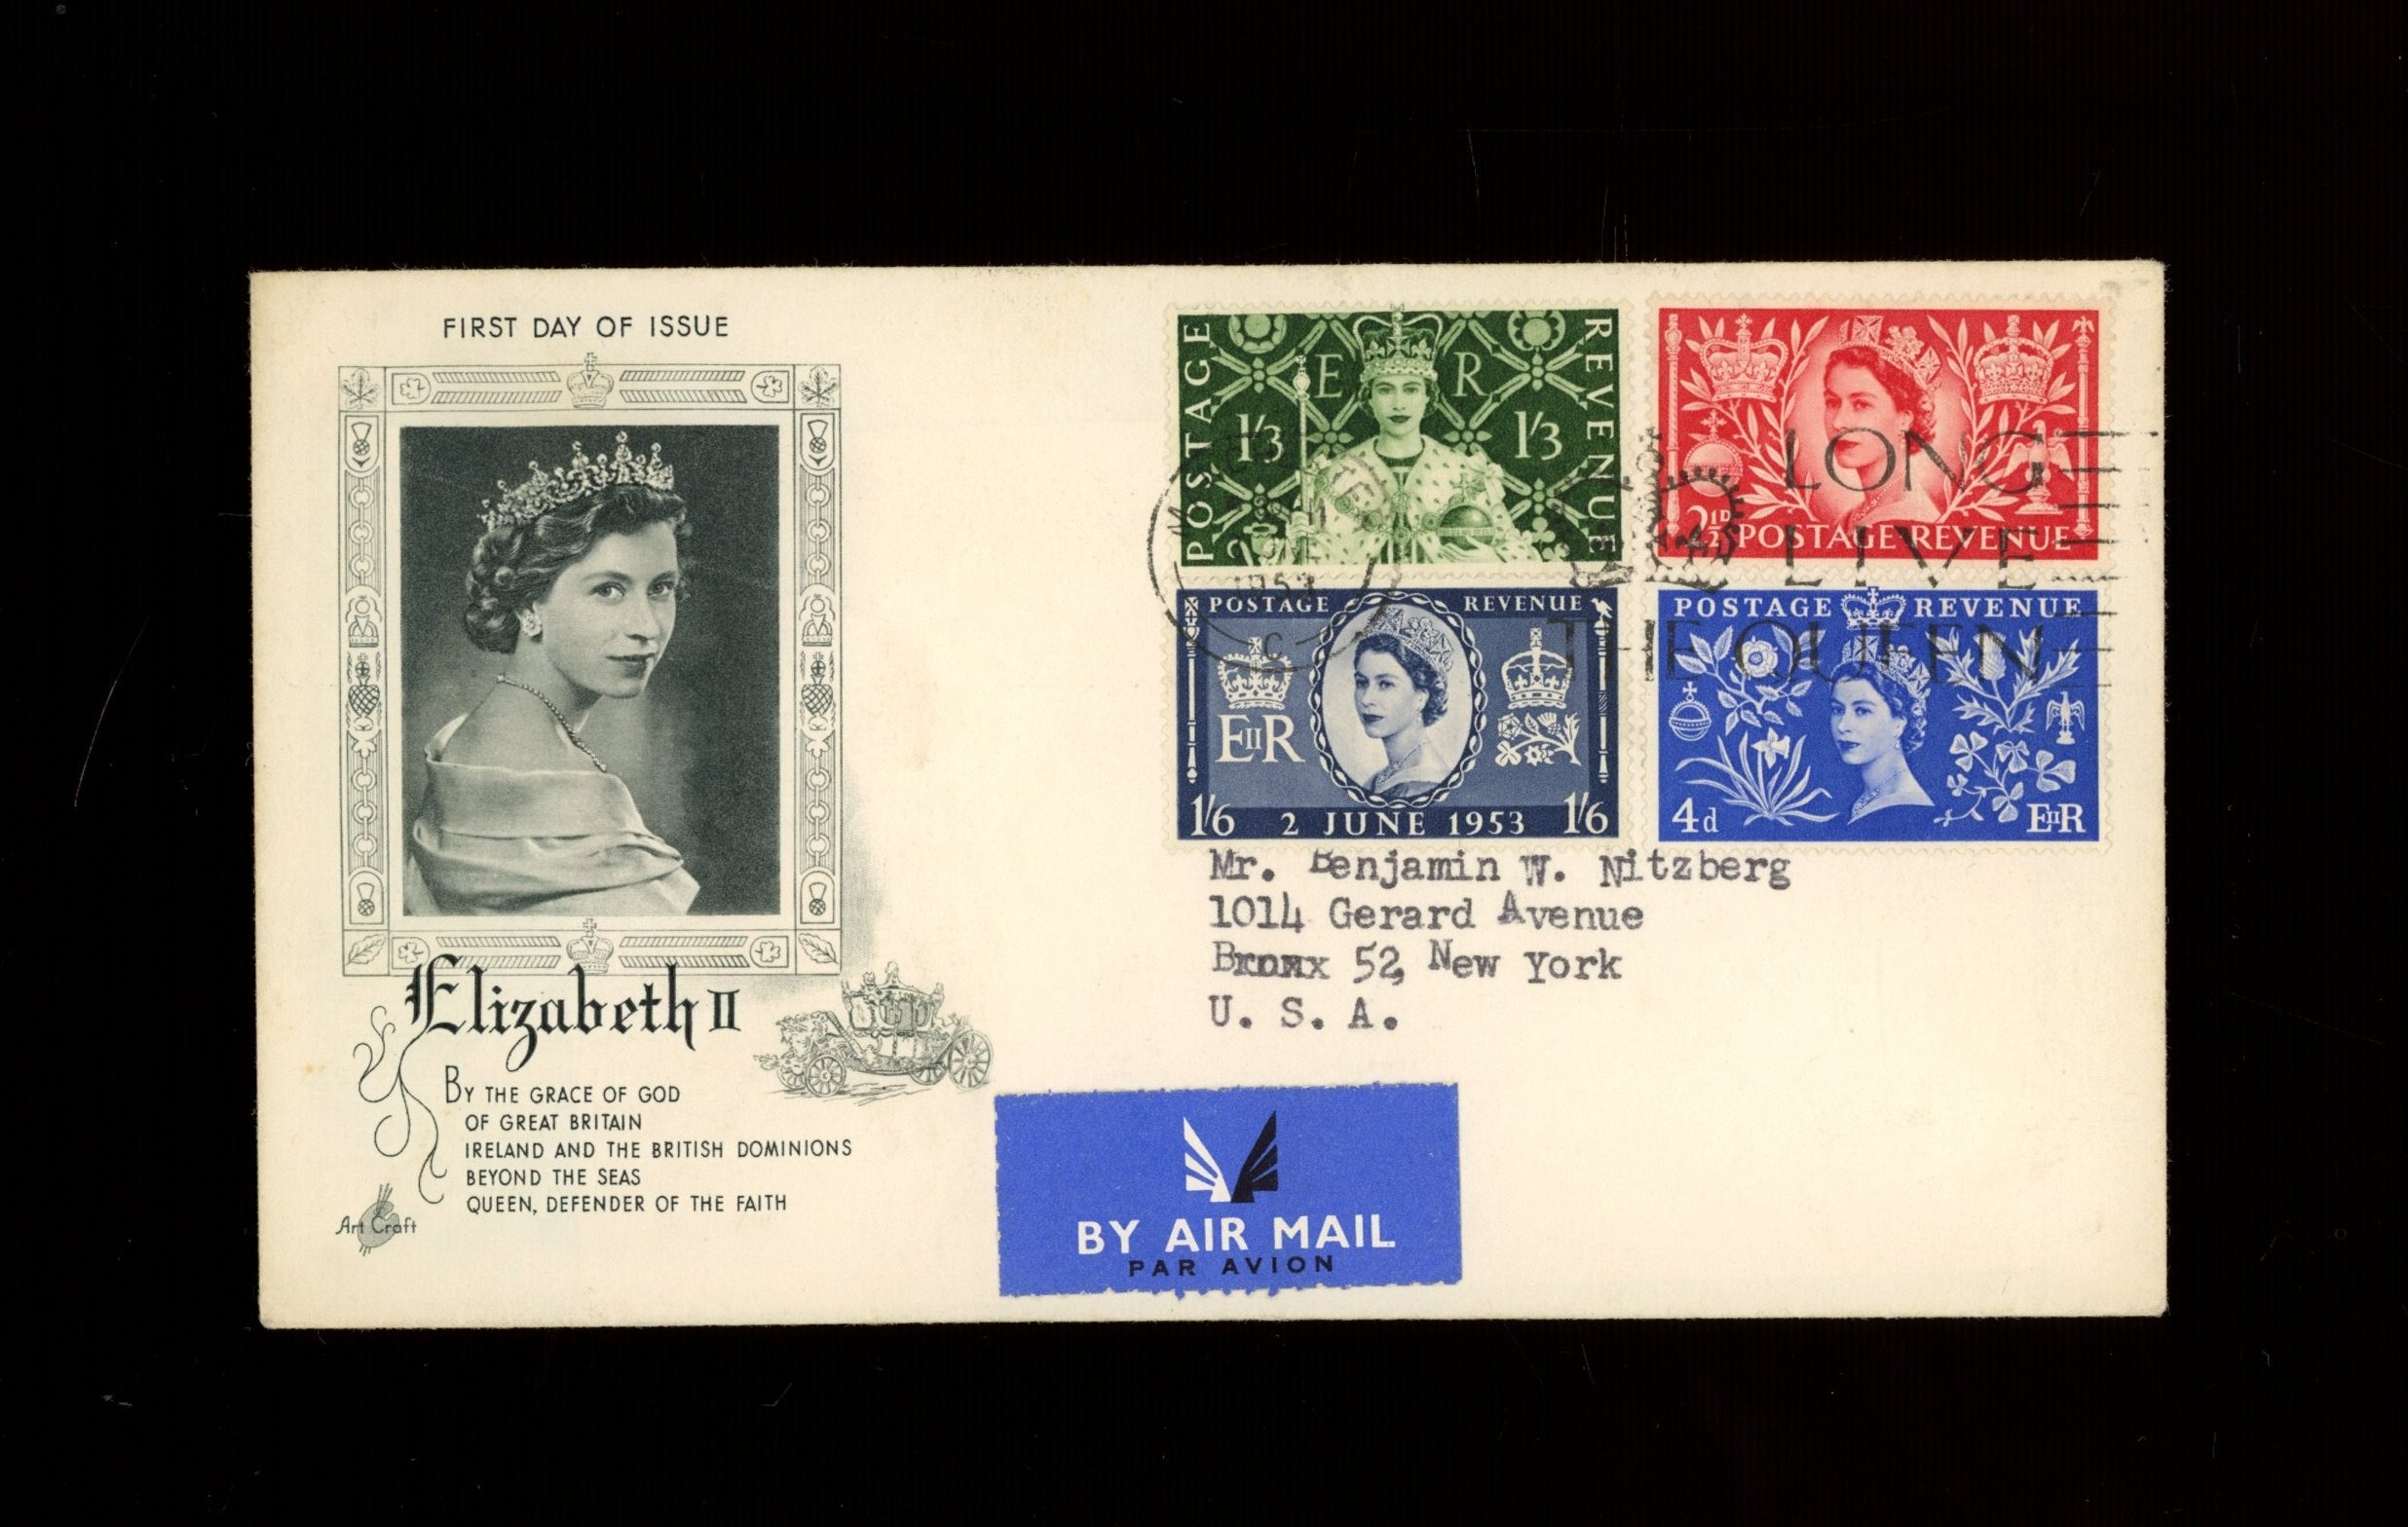 FIRST DAY OF ISSUE
Elizabeth II
BY THE GRACE OF GOD
OF GREAT BRITAIN
IRELAND AND THE BRITISH DOMINIONS
BEYOND THE SEAS
QUEEN, DEFENDER OF THE FAITH
Art Craft
POSTAGE
REVENUE
E R
1/3 1/3
2½D POSTAGE REVENUE
POSTAGE REVENUE
EIIR
1/6 2 JUNE 1953 1/6
POSTAGE REVENUE
4d EIIR
1953
C
LONG
LIVE
THE QUEEN
Mr. Benjamin W. Nitzberg
1014 Gerard Avenue
Bronx 52, New York
U. S. A.
BY AIR MAIL
PAR AVION